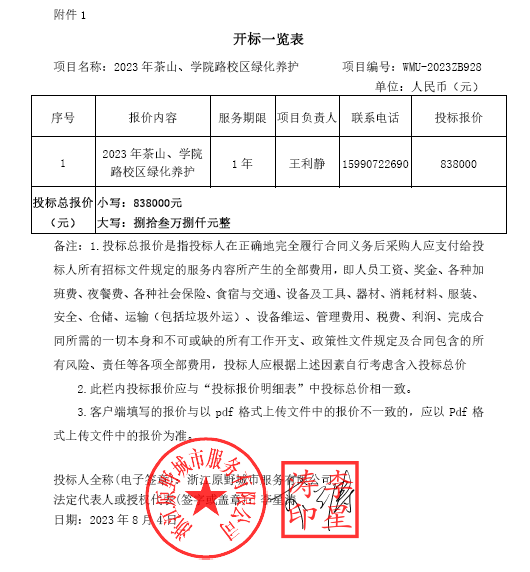 附件 1
开标一览表
项目名称：2023 年茶山、学院路校区绿化养护 项目编号：WMU-2023ZB928
单位：人民币（元）
序号 报价内容 服务期限 项目负责人 联系电话 投标报价
1 2023 年茶山、学院路校区绿化养护 1 年 王利静 15990722690 838000
投标总报价（元） 小写：838000元
大写：捌拾叁万捌仟元整
备注：1.投标总报价是指投标人在正确地完全履行合同义务后采购人应支付给投
标人所有招标文件规定的服务内容所产生的全部费用，即人员工资、奖金、各种加
班费、夜餐费、各种社会保险、食宿与交通、设备及工具、器材、消耗材料、服装、
安全、仓储、运输（包括垃圾外运）、设备维运、管理费用、税费、利润、完成合
同所需的一切本身和不可或缺的所有工作开支、政策性文件规定及合同包含的所
有风险、责任等各项全部费用，投标人应根据上述因素自行考虑含入投标总价
2.此栏内投标报价应与“投标报价明细表”中投标总价相一致。
3.客户端填写的报价与以 pdf 格式上传文件中的报价不一致的，应以 Pdf 格
式上传文件中的报价为准。
投标人全称(电子签章)：浙江原野城市服务有限公司
法定代表人或授权代表(签字或盖章)：李星涛
日期：2023 年 8 月 4 日
浙江原野城市服务有限公司
李星涛印